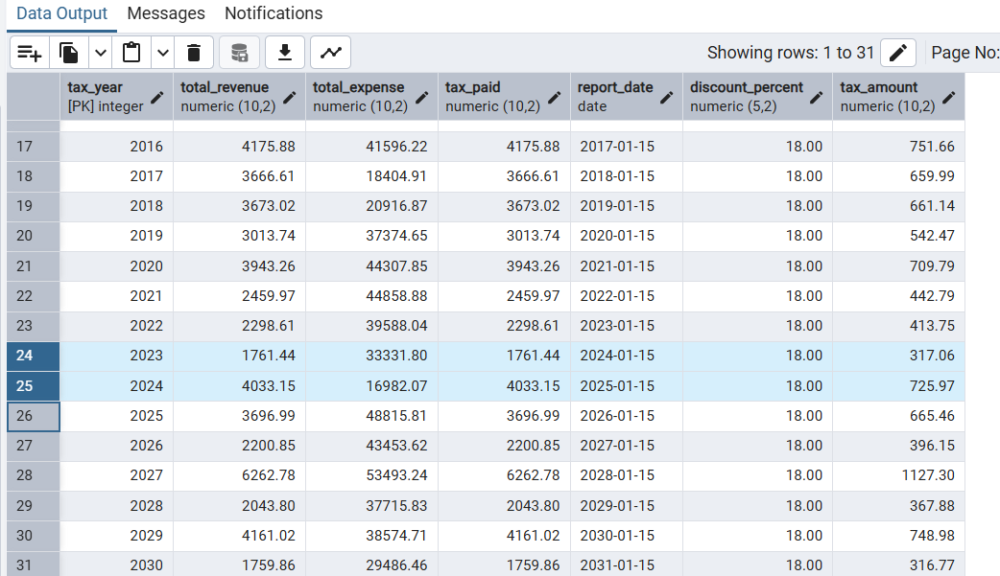 Data Output Messages Notifications
Showing rows: 1 to 31 Page No:
tax_year total_revenue total_expense tax_paid report_date discount_percent tax_amount
[PK] integer numeric (10,2) numeric (10,2) numeric (10,2) date numeric (5,2) numeric (10,2)
17 2016 4175.88 41596.22 4175.88 2017-01-15 18.00 751.66
18 2017 3666.61 18404.91 3666.61 2018-01-15 18.00 659.99
19 2018 3673.02 20916.87 3673.02 2019-01-15 18.00 661.14
20 2019 3013.74 37374.65 3013.74 2020-01-15 18.00 542.47
21 2020 3943.26 44307.85 3943.26 2021-01-15 18.00 709.79
22 2021 2459.97 44858.88 2459.97 2022-01-15 18.00 442.79
23 2022 2298.61 39588.04 2298.61 2023-01-15 18.00 413.75
24 2023 1761.44 33331.80 1761.44 2024-01-15 18.00 317.06
25 2024 4033.15 16982.07 4033.15 2025-01-15 18.00 725.97
26 2025 3696.99 48815.81 3696.99 2026-01-15 18.00 665.46
27 2026 2200.85 43453.62 2200.85 2027-01-15 18.00 396.15
28 2027 6262.78 53493.24 6262.78 2028-01-15 18.00 1127.30
29 2028 2043.80 37715.83 2043.80 2029-01-15 18.00 367.88
30 2029 4161.02 38574.71 4161.02 2030-01-15 18.00 748.98
31 2030 1759.86 29486.46 1759.86 2031-01-15 18.00 316.77